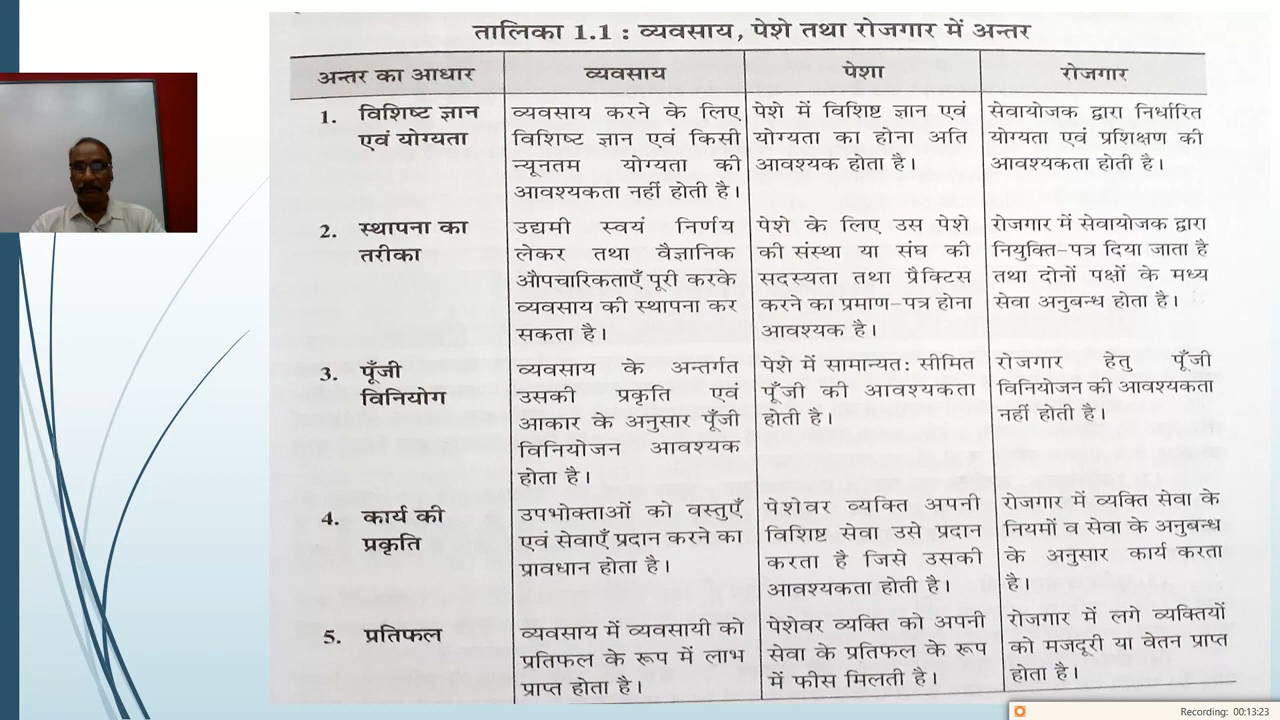 तालिका 1.1 : व्यवसाय, पेशे तथा रोजगार में अन्तर
अन्तर का आधार
व्यवसाय
पेशा
रोजगार
1. विशिष्ट ज्ञान
एवं योग्यता
व्यवसाय करने के लिए
विशिष्ट ज्ञान एवं किसी
न्यूनतम योग्यता की
आवश्यकता नहीं होती है।
पेशे में विशिष्ट ज्ञान एवं
योग्यता का होना अति
आवश्यक होता है।
सेवायोजक द्वारा निर्धारित
योग्यता एवं प्रशिक्षण की
आवश्यकता होती है।
2. स्थापना का
तरीका
उद्यमी स्वयं निर्णय
लेकर तथा वैज्ञानिक
औपचारिकताएँ पूरी करके
व्यवसाय की स्थापना कर
सकता है।
पेशे के लिए उस पेशे
की संस्था या संघ की
सदस्यता तथा प्रैक्टिस
करने का प्रमाण-पत्र होना
आवश्यक है।
रोजगार में सेवायोजक द्वारा
नियुक्ति-पत्र दिया जाता है
तथा दोनों पक्षों के मध्य
सेवा अनुबन्ध होता है।
3. पूँजी
विनियोग
व्यवसाय के अन्तर्गत
उसकी प्रकृति एवं
आकार के अनुसार पूँजी
विनियोजन आवश्यक
होता है।
पेशे में सामान्यतः सीमित
पूँजी की आवश्यकता
होती है।
रोजगार हेतु पूँजी
विनियोजन की आवश्यकता
नहीं होती है।
4. कार्य की
प्रकृति
उपभोक्ताओं को वस्तुएँ
एवं सेवाएँ प्रदान करने का
प्रावधान होता है।
पेशेवर व्यक्ति अपनी
विशिष्ट सेवा उसे प्रदान
करता है जिसे उसकी
आवश्यकता होती है।
रोजगार में व्यक्ति सेवा के
नियमों व सेवा के अनुबन्ध
के अनुसार कार्य करता
है।
5. प्रतिफल
व्यवसाय में व्यवसायी को
प्रतिफल के रूप में लाभ
प्राप्त होता है।
पेशेवर व्यक्ति को अपनी
सेवा के प्रतिफल के रूप
में फीस मिलती है।
रोजगार में लगे व्यक्तियों
को मजदूरी या वेतन प्राप्त
होता है।
Recording: 00:13:23